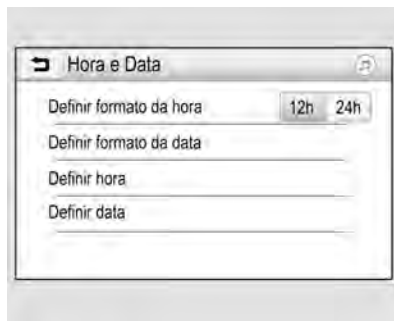 Hora e Data
Definir formato da hora 12h 24h
Definir formato da data
Definir hora
Definir data